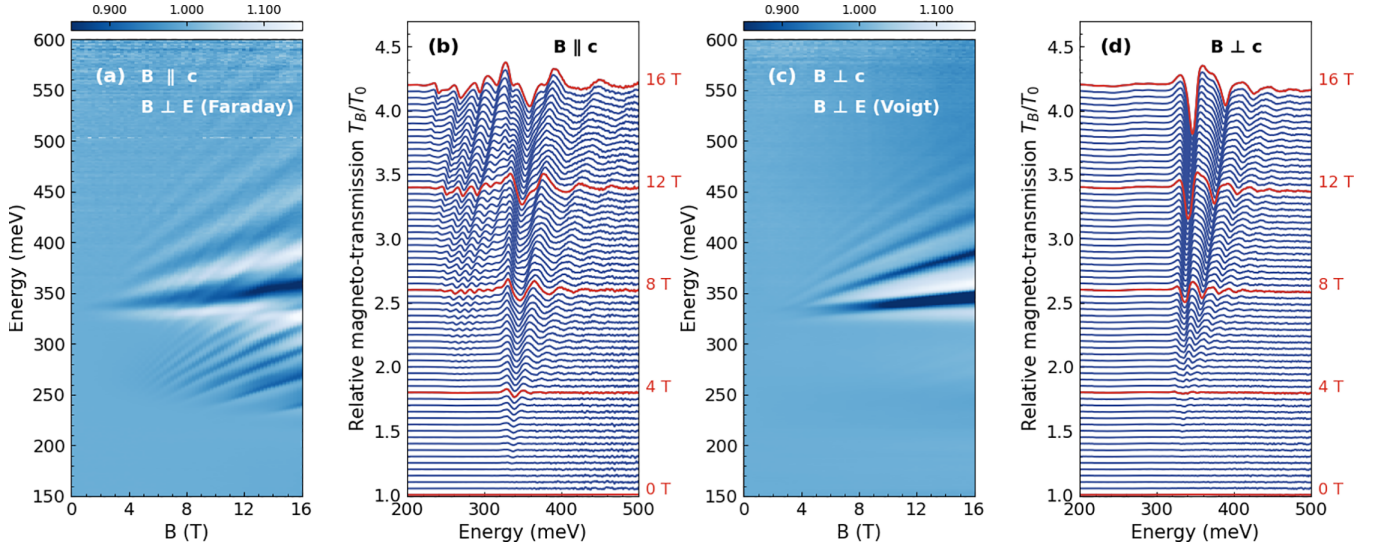 0.900 1.000 1.100
600
550
500
450
400
350
300
250
200
150
Energy (meV)
(a) B ∥ c
B ⊥ E (Faraday)
0 4 8 12 16
B (T)
4.5
4.0
3.5
3.0
2.5
2.0
1.5
1.0
Relative magneto-transmission T_B/T_0
(b) B ∥ c
16 T
12 T
8 T
4 T
0 T
200 300 400 500
Energy (meV)
0.900 1.000 1.100
600
550
500
450
400
350
300
250
200
150
Energy (meV)
(c) B ⊥ c
B ⊥ E (Voigt)
0 4 8 12 16
B (T)
4.5
4.0
3.5
3.0
2.5
2.0
1.5
1.0
Relative magneto-transmission T_B/T_0
(d) B ⊥ c
16 T
12 T
8 T
4 T
0 T
200 300 400 500
Energy (meV)